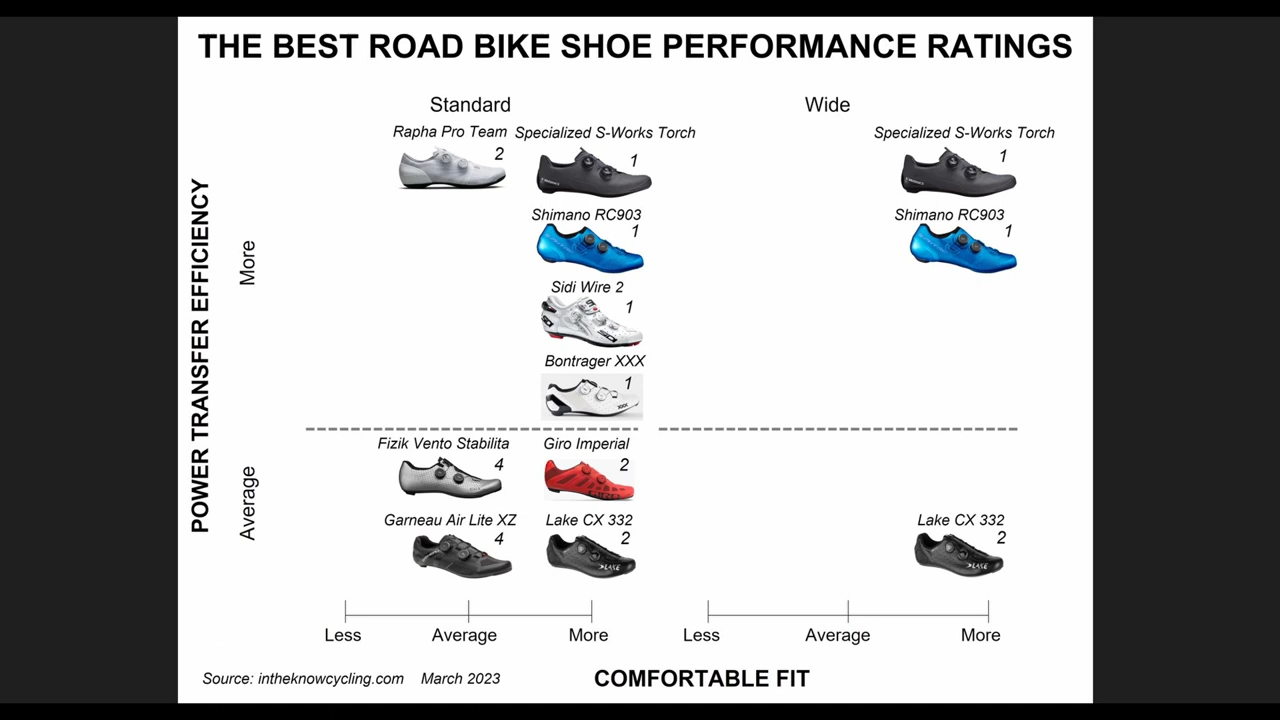 THE BEST ROAD BIKE SHOE PERFORMANCE RATINGS
Standard
Wide
Rapha Pro Team
2
Specialized S-Works Torch
1
Specialized S-Works Torch
1
Shimano RC903
1
Shimano RC903
1
Sidi Wire 2
1
Bontrager XXX
1
POWER TRANSFER EFFICIENCY
More
Average
Fizik Vento Stabilita
4
Giro Imperial
2
Garneau Air Lite XZ
4
Lake CX 332
2
LAKE
Lake CX 332
2
LAKE
Less
Average
More
Less
Average
More
Source: intheknowcycling.com March 2023
COMFORTABLE FIT